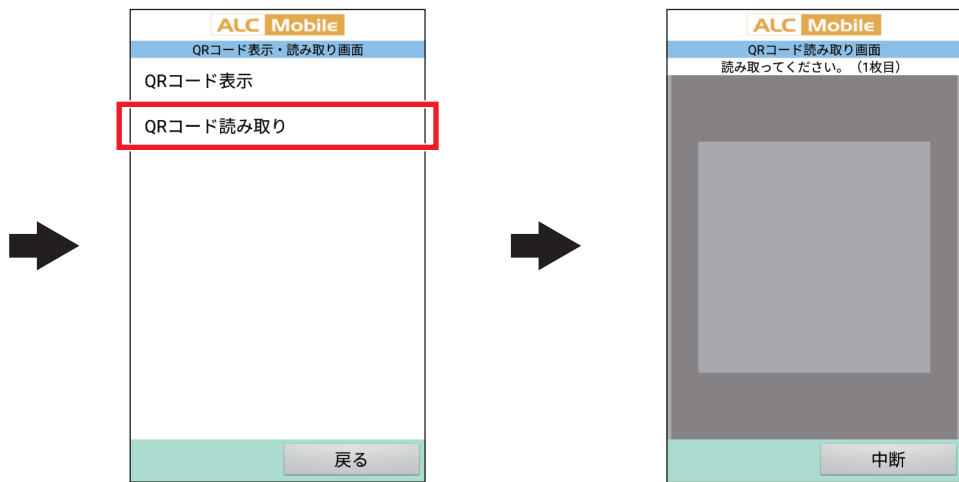 ALC Mobile
QRコード表示・読み取り画面
QRコード表示
QRコード読み取り
戻る
ALC Mobile
QRコード読み取り画面
読み取ってください。（1枚目）
中断